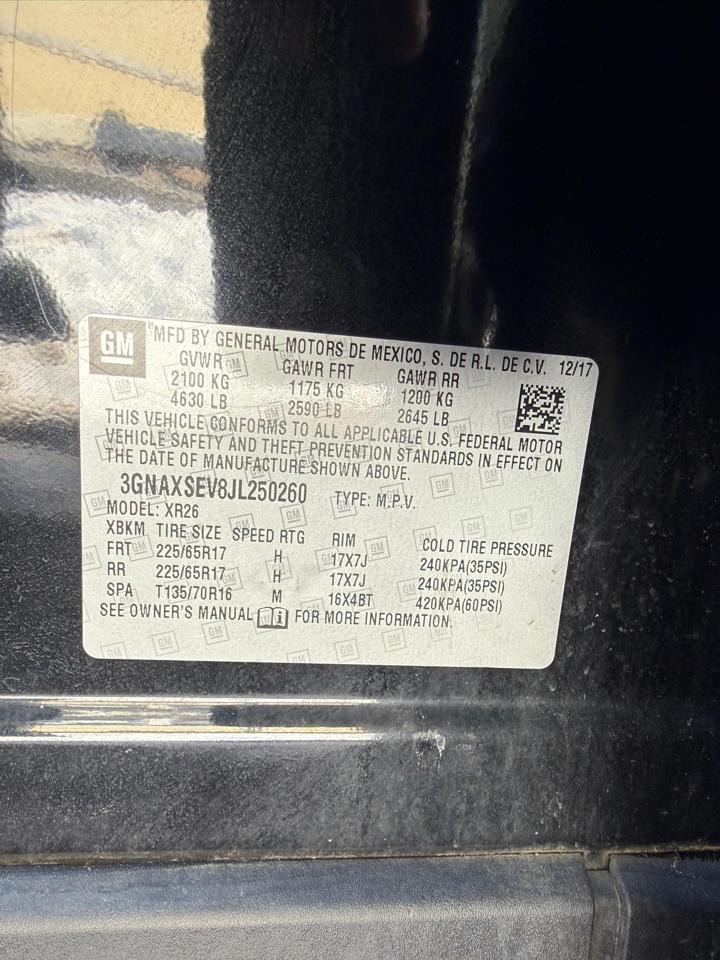 GM
MFD BY GENERAL MOTORS DE MEXICO, S. DE R.L. DE C.V. 12/17
GVWR GAWR FRT GAWR RR
2100 KG 1175 KG 1200 KG
4630 LB 2590 LB 2645 LB
THIS VEHICLE CONFORMS TO ALL APPLICABLE U.S. FEDERAL MOTOR
VEHICLE SAFETY AND THEFT PREVENTION STANDARDS IN EFFECT ON
THE DATE OF MANUFACTURE SHOWN ABOVE.
3GNAXSEV8JL250260 TYPE: M.P.V.
MODEL: XR26
XBKM TIRE SIZE SPEED RTG RIM COLD TIRE PRESSURE
FRT 225/65R17 H 17X7J 240KPA(35PSI)
RR 225/65R17 H 17X7J 240KPA(35PSI)
SPA T135/70R16 M 16X4BT 420KPA(60PSI)
SEE OWNER'S MANUAL FOR MORE INFORMATION.